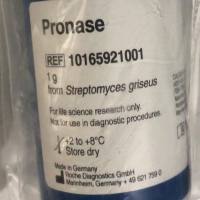 Pronase
REF 10165921001
1 g
from Streptomyces griseus
For life science research only.
Not for use in diagnostic procedures.
+2 to +8°C
Store dry
Made in Germany
Roche Diagnostics GmbH
Mannheim, Germany + 49 621 759 0